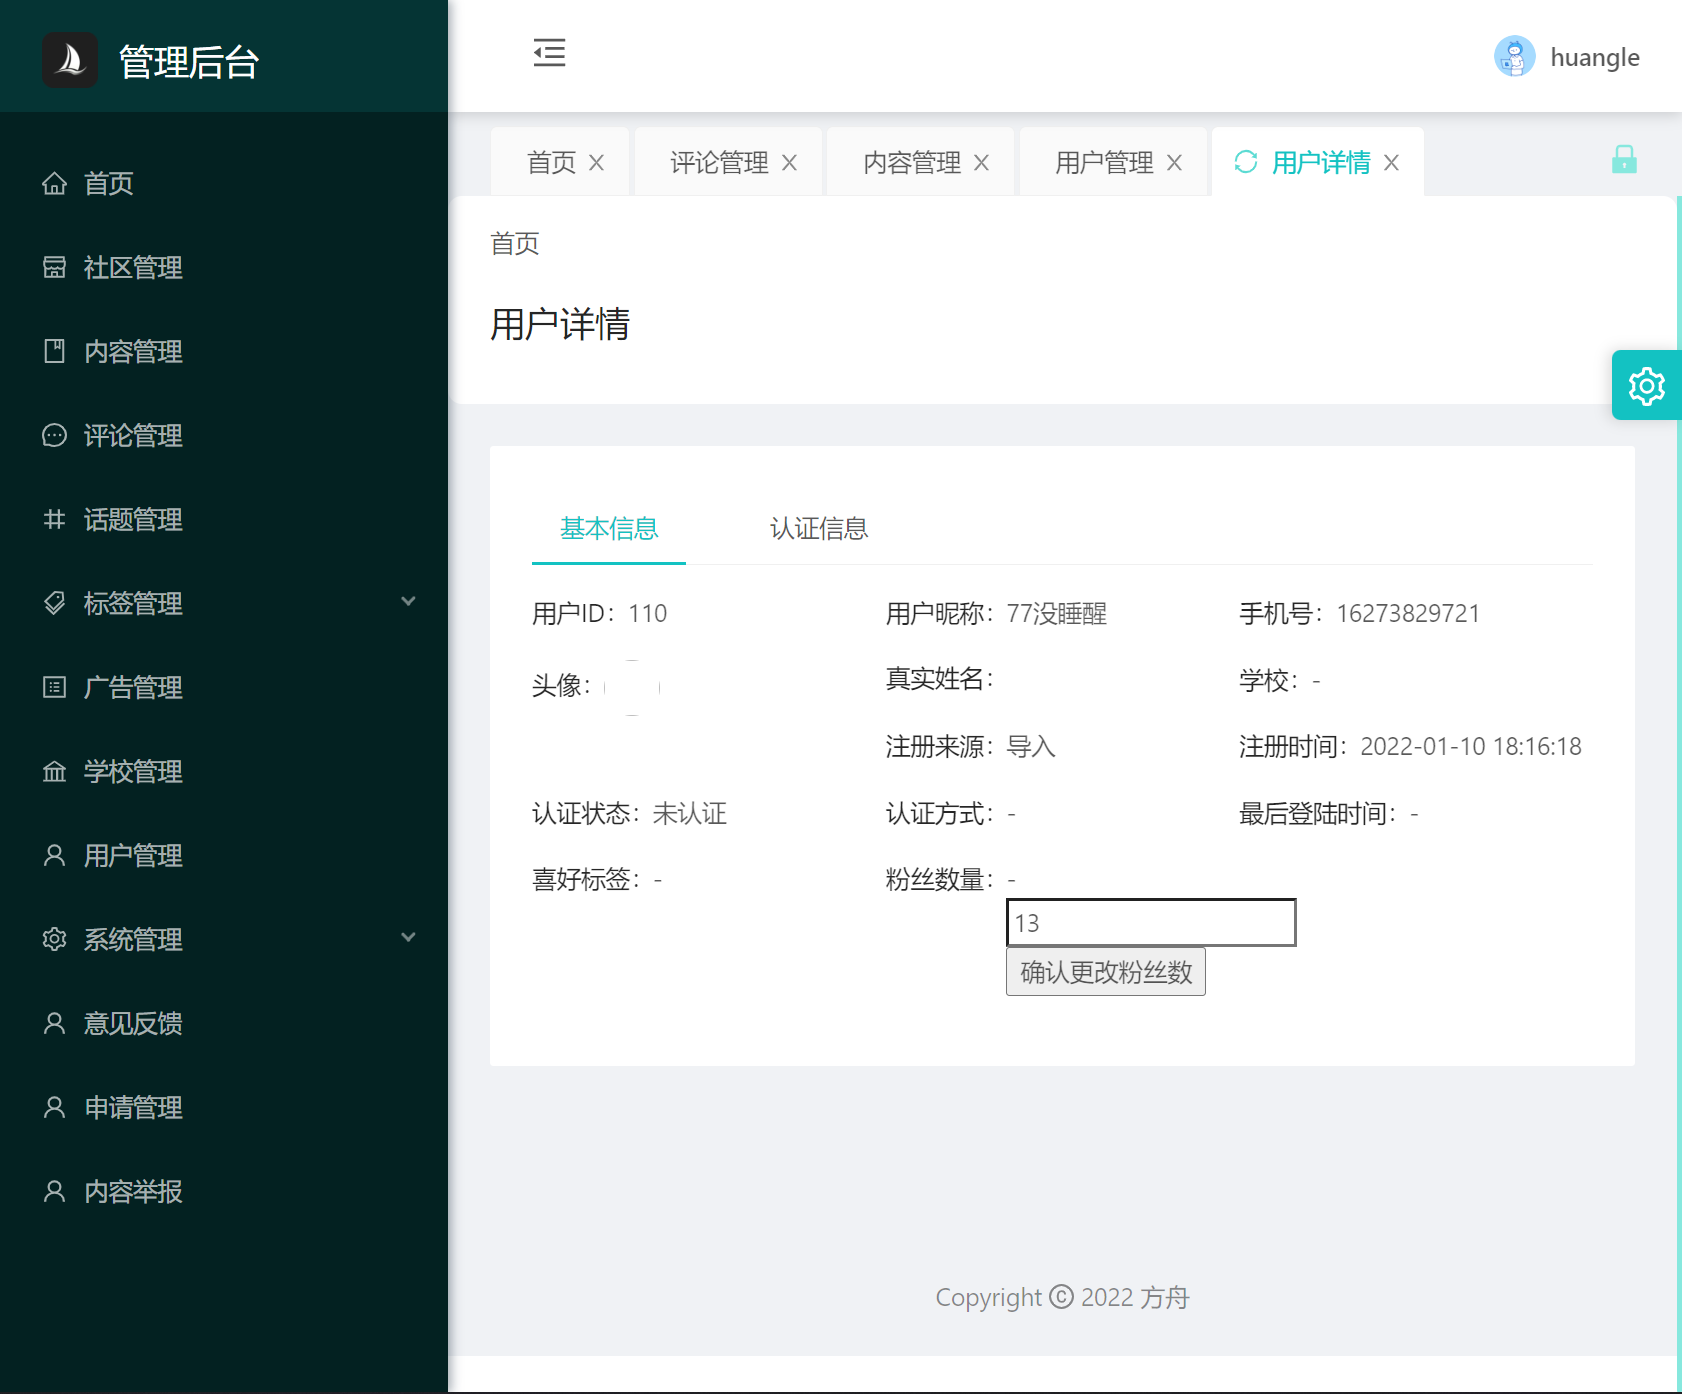 管理后台
huangle
首页
社区管理
内容管理
评论管理
话题管理
标签管理
广告管理
学校管理
用户管理
系统管理
意见反馈
申请管理
内容举报
首页 评论管理 内容管理 用户管理 用户详情
首页
用户详情
基本信息 认证信息
用户ID：110 用户昵称：77没睡醒 手机号：16273829721
头像： 真实姓名： 学校：-
注册来源：导入 注册时间：2022-01-10 18:16:18
认证状态：未认证 认证方式：- 最后登陆时间：-
喜好标签：- 粉丝数量：-
13
确认更改粉丝数
Copyright © 2022 方舟